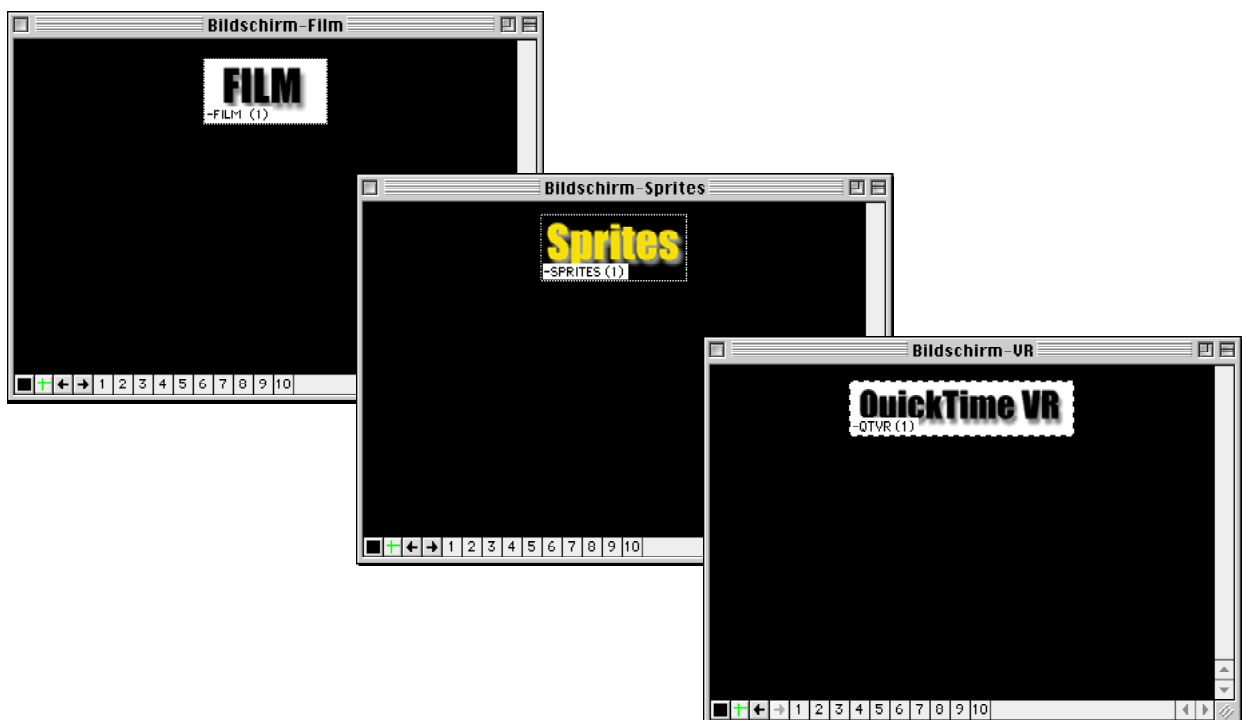 Bildschirm-Film
FILM
-FILM (1)
1 2 3 4 5 6 7 8 9 10
Bildschirm-Sprites
Sprites
-SPRITES (1)
1 2 3 4 5 6 7 8 9 10
Bildschirm-VR
QuickTime VR
-QTVR (1)
1 2 3 4 5 6 7 8 9 10